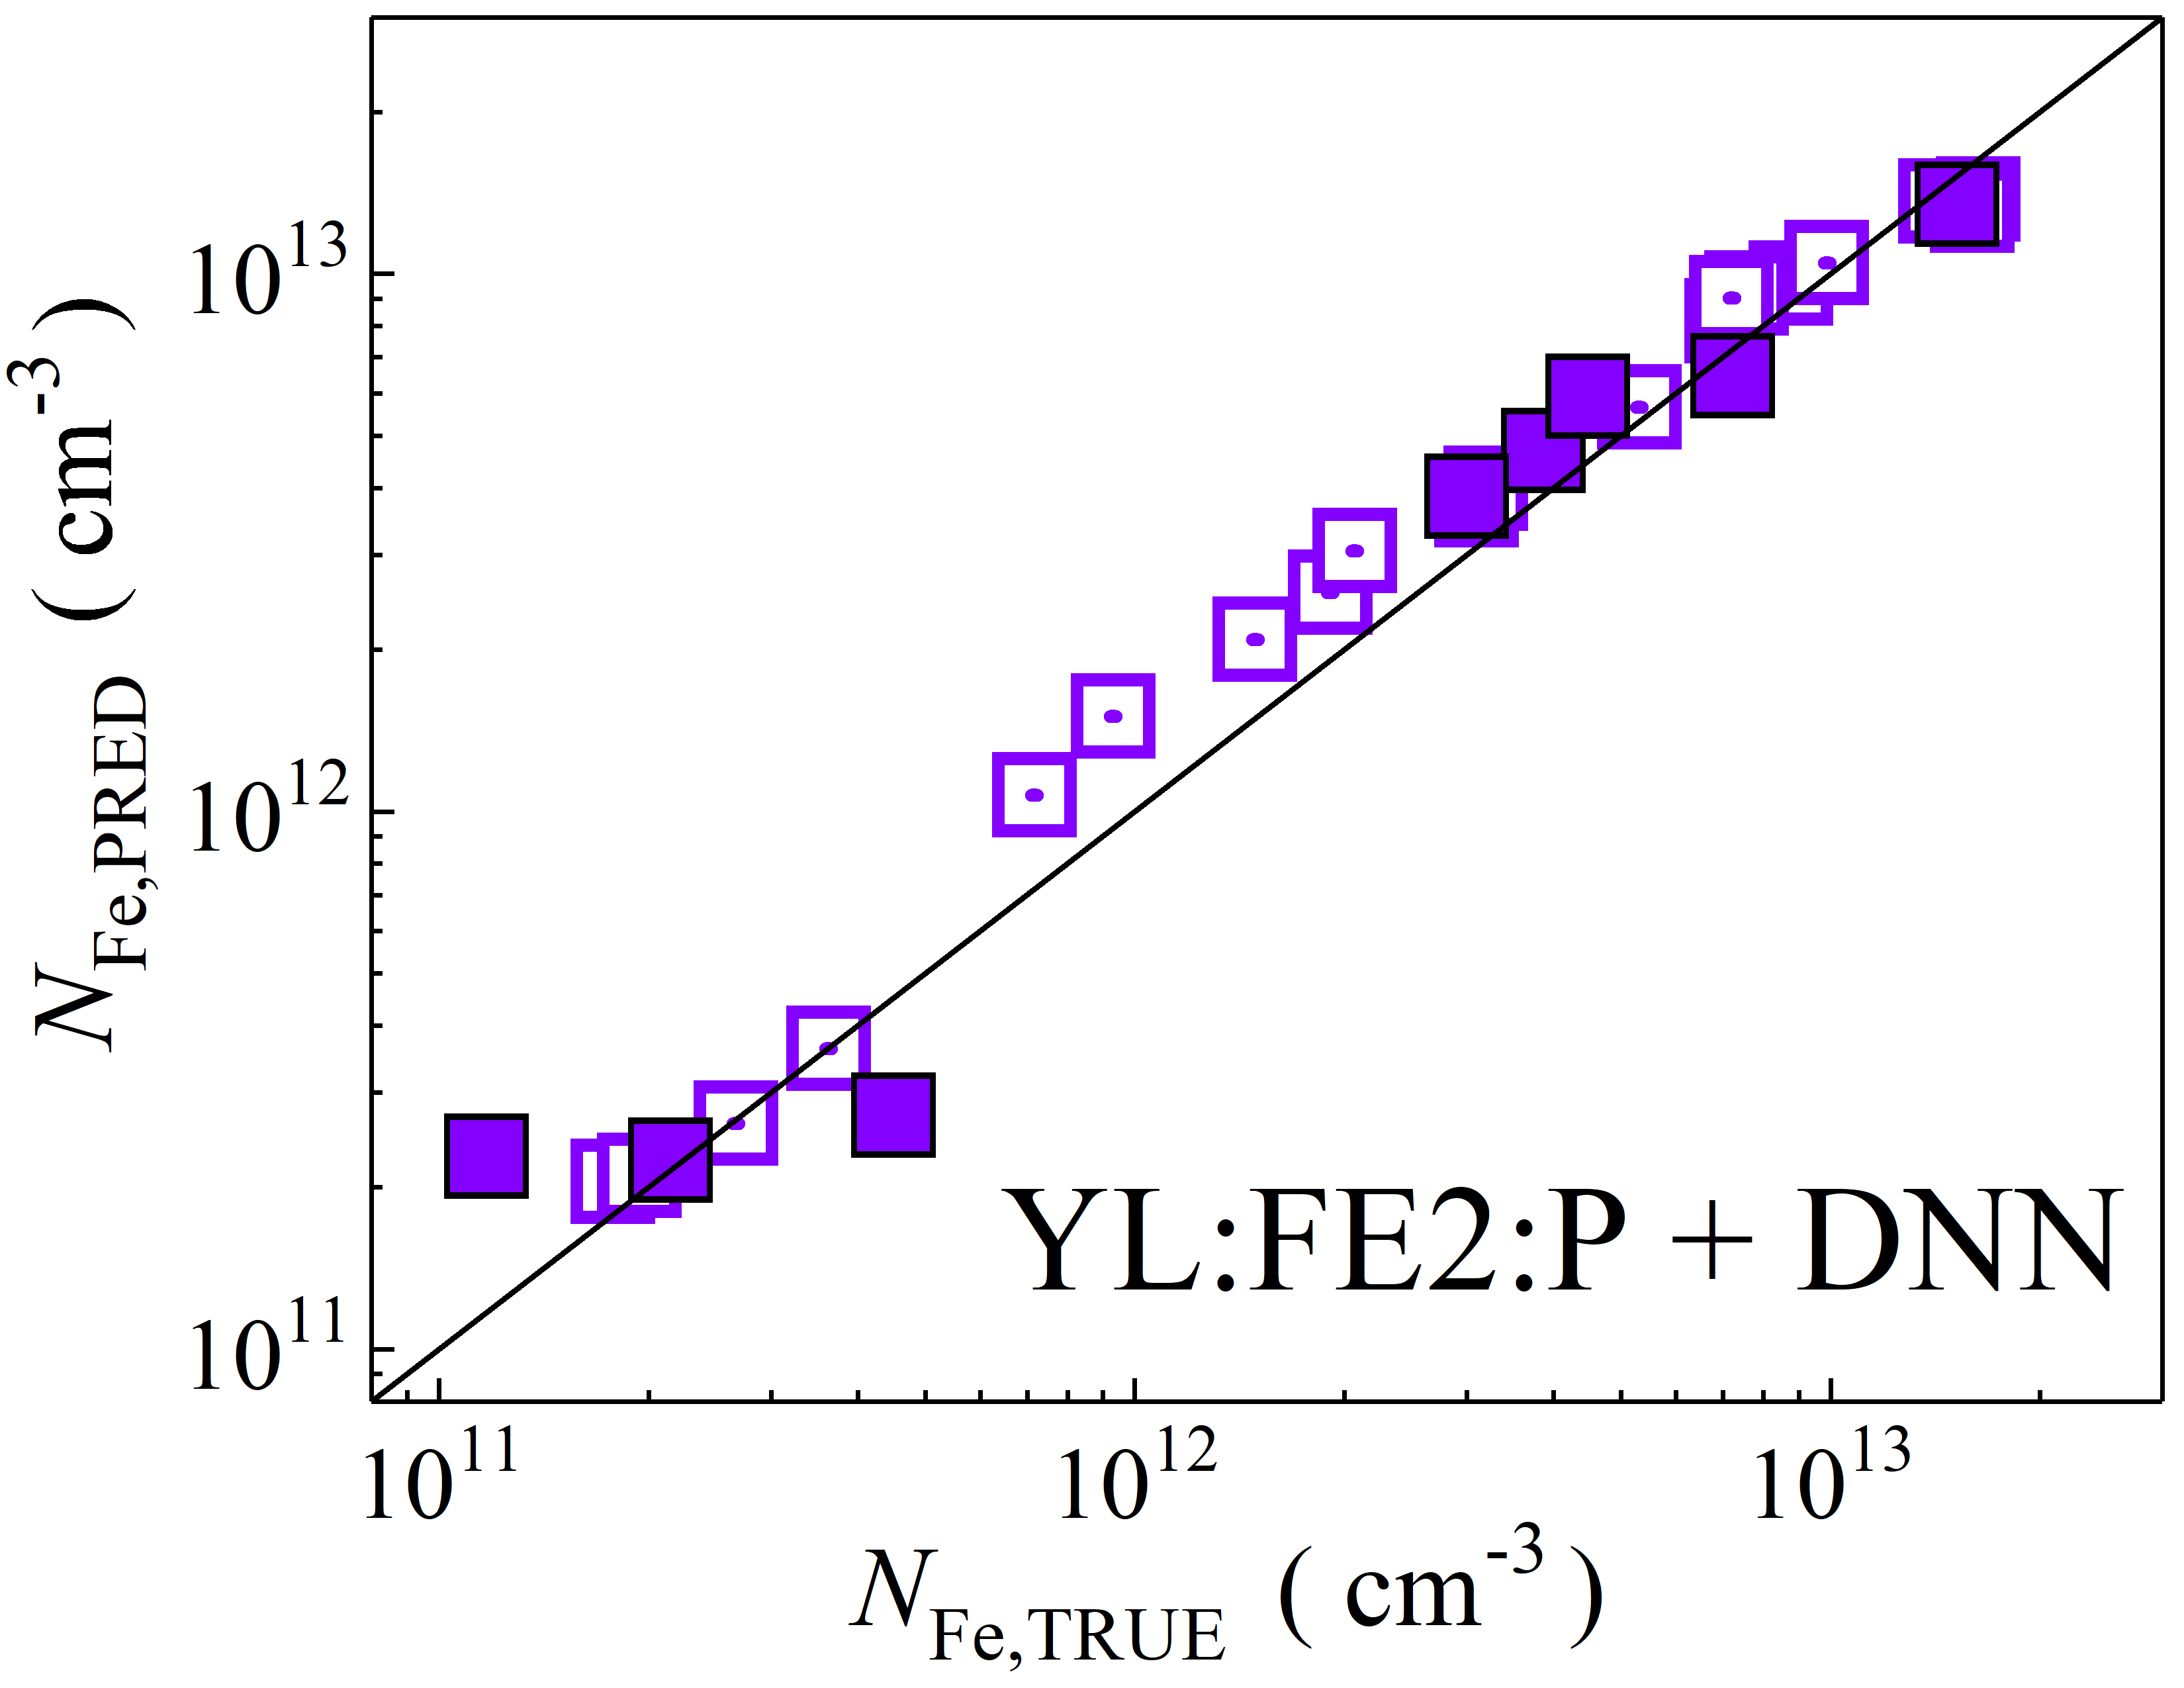 10^13
10^12
10^11
N_Fe,PRED ( cm^-3 )
YL:FE2:P + DNN
10^11 10^12 10^13
N_Fe,TRUE ( cm^-3 )